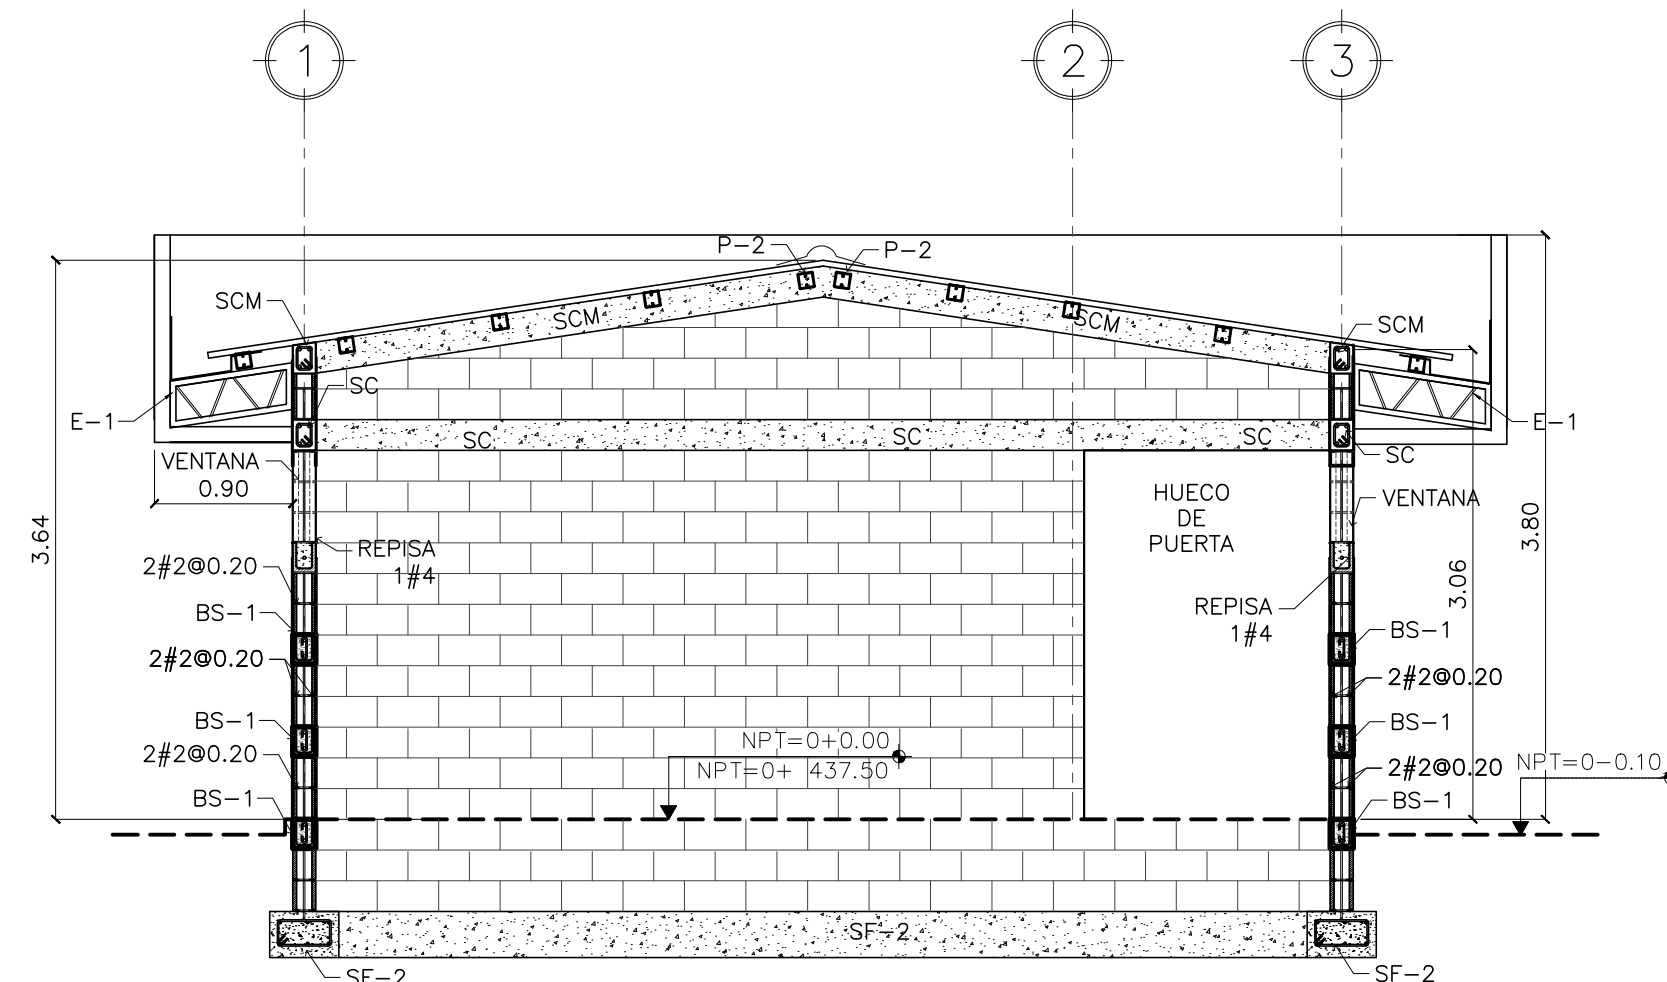 1
2
3
P-2
P-2
SCM
SCM
SCM
SCM
SC
E-1
E-1
SC
SC
SC
SC
VENTANA
0.90
VENTANA
HUECO
DE
PUERTA
3.64
3.80
REPISA
1#4
2#2@0.20
3.06
BS-1
REPISA
1#4
BS-1
2#2@0.20
2#2@0.20
BS-1
BS-1
NPT=0+0.00
2#2@0.20
NPT=0+ 437.50
2#2@0.20
NPT=0-0.10
BS-1
BS-1
SF-2
SF-2
SF-2